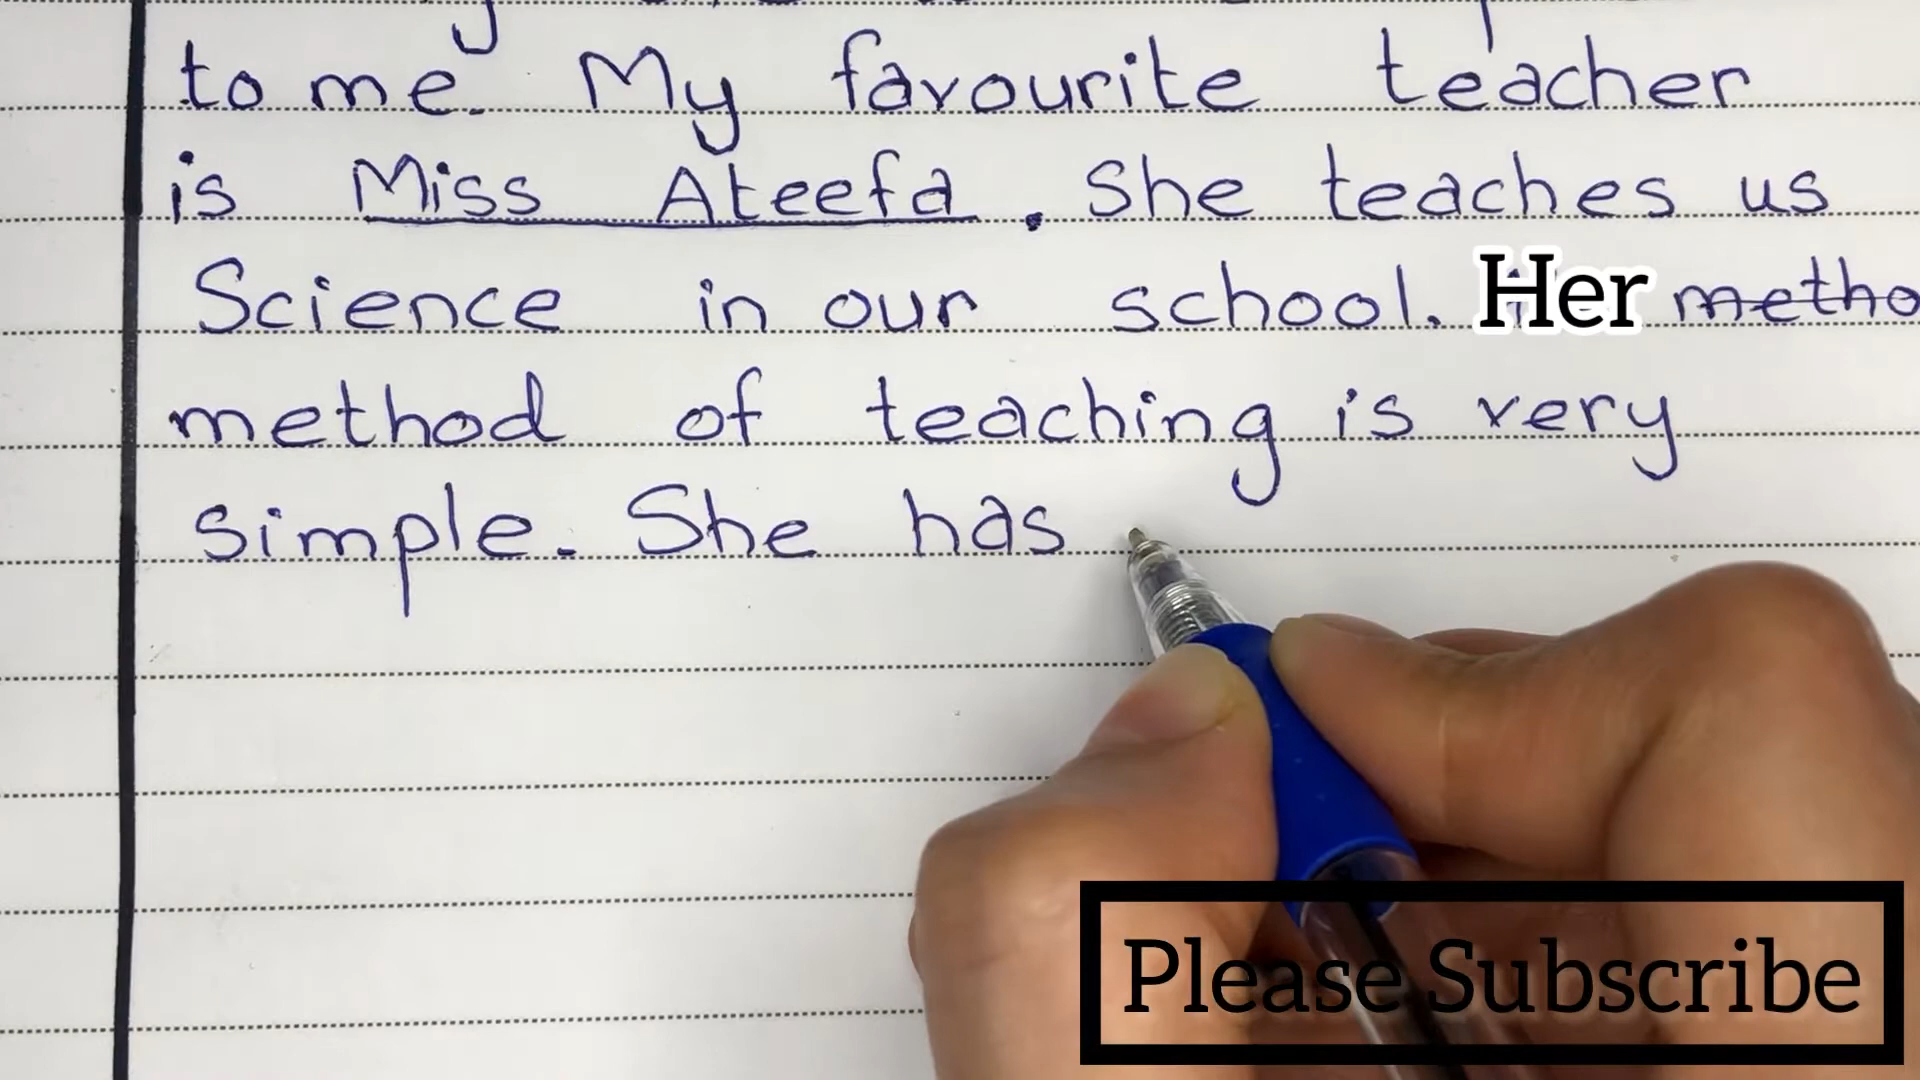 to me. My favourite teacher
is Miss Ateefa. She teaches us
Science in our school. Her metho
method of teaching is very
simple. She has
Please Subscribe